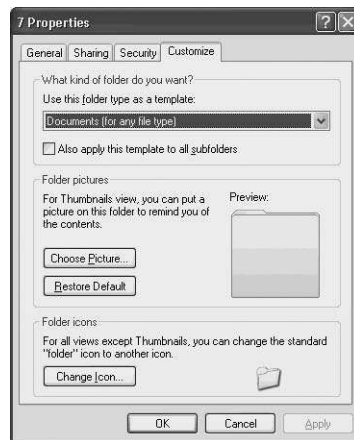 7 Properties
General Sharing Security Customize
What kind of folder do you want?
Use this folder type as a template:
Documents (for any file type)
Also apply this template to all subfolders
Folder pictures
For Thumbnails view, you can put a
picture on this folder to remind you of
the contents.
Preview:
Choose Picture...
Restore Default
Folder icons
For all views except Thumbnails, you can change the standard
"folder" icon to another icon.
Change Icon...
OK Cancel Apply